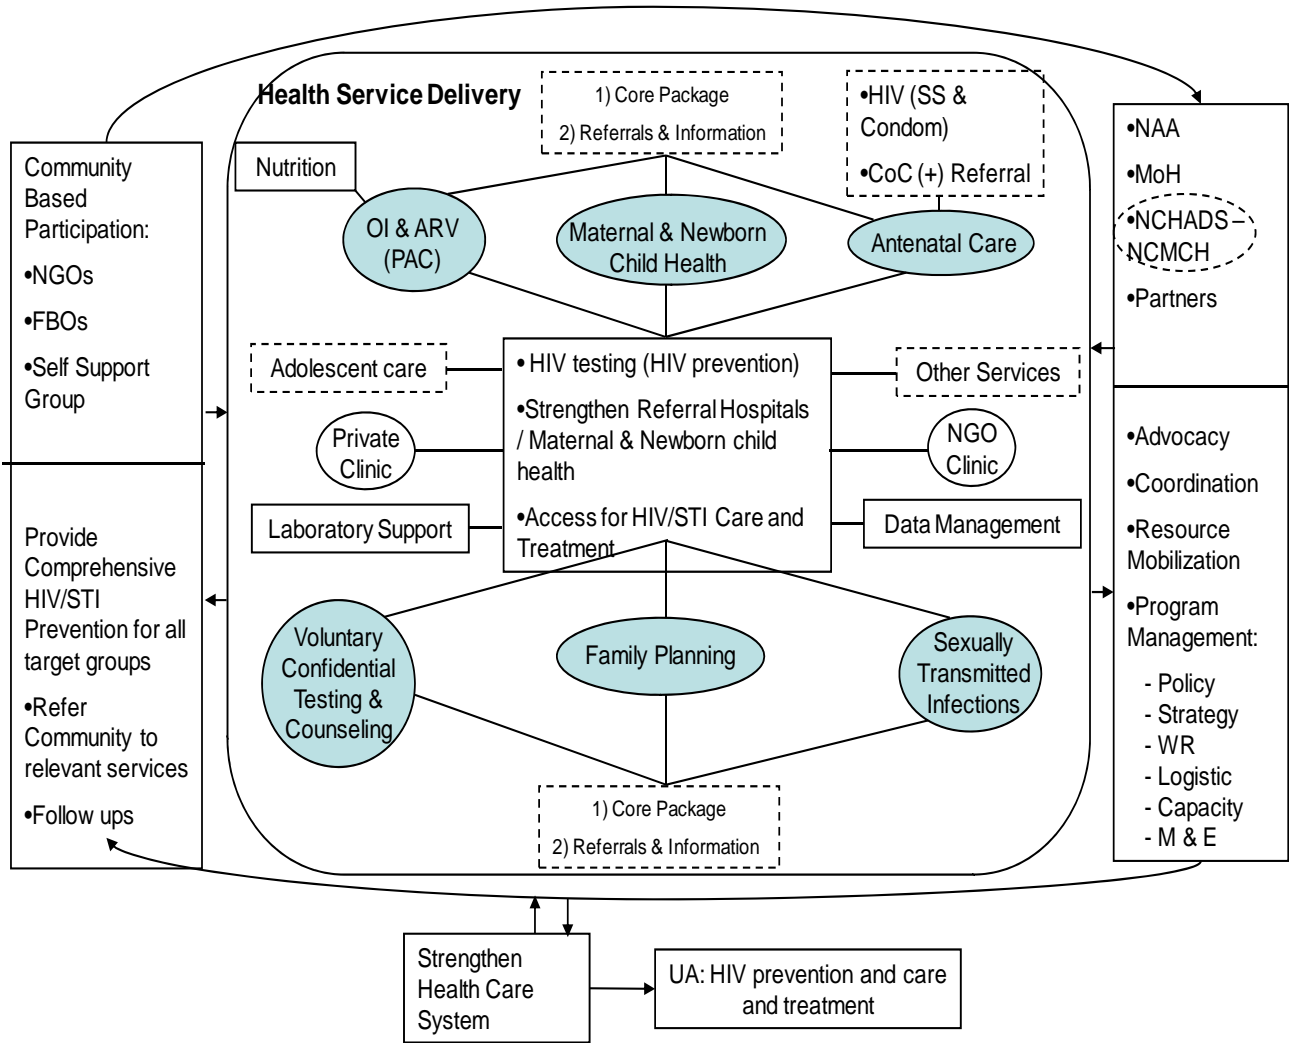 Health Service Delivery
1) Core Package
2) Referrals & Information
•HIV (SS &
Condom)
•CoC (+) Referral
Nutrition
OI & ARV
(PAC)
Maternal & Newborn
Child Health
Antenatal Care
Community
Based
Participation:
•NGOs
•FBOs
•Self Support
Group
Provide
Comprehensive
HIV/STI
Prevention for all
target groups
•Refer
Community to
relevant services
•Follow ups
Adolescent care
Private
Clinic
Laboratory Support
• HIV testing (HIV prevention)
•Strengthen Referral Hospitals
/ Maternal & Newborn child
health
•Access for HIV/STI Care and
Treatment
Other Services
NGO
Clinic
Data Management
Voluntary
Confidential
Testing &
Counseling
Family Planning
Sexually
Transmitted
Infections
1) Core Package
2) Referrals & Information
•NAA
•MoH
•NCHADS –
NCMCH
•Partners
•Advocacy
•Coordination
•Resource
Mobilization
•Program
Management:
- Policy
- Strategy
- WR
- Logistic
- Capacity
- M & E
Strengthen
Health Care
System
UA: HIV prevention and care
and treatment